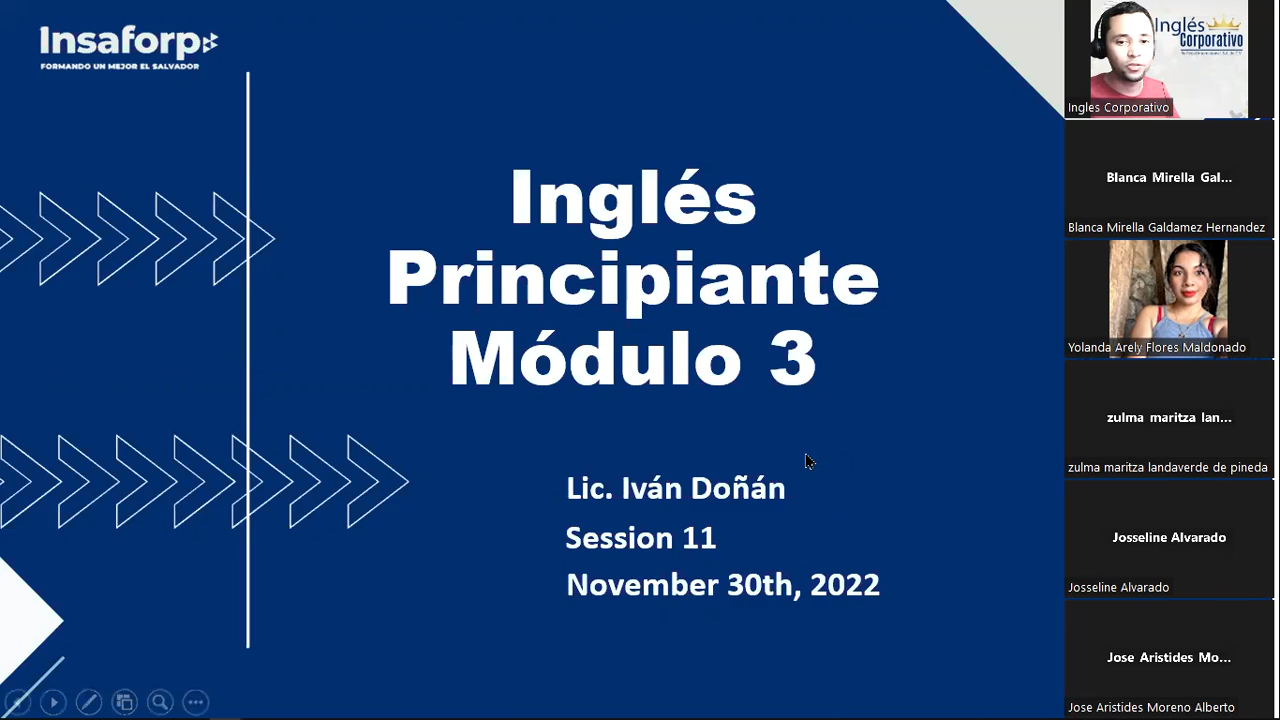 Insaforp
FORMANDO UN MEJOR EL SALVADOR
Inglés
Principiante
Módulo 3
Lic. Iván Doñán
Session 11
November 30th, 2022
Inglés
Corporativo
Ingles Corporativo
Blanca Mirella Gal...
Blanca Mirella Galdamez Hernandez
Yolanda Arely Flores Maldonado
zulma maritza lan...
zulma maritza landaverde de pineda
Josseline Alvarado
Josseline Alvarado
Jose Aristides Mo...
Jose Aristides Moreno Alberto